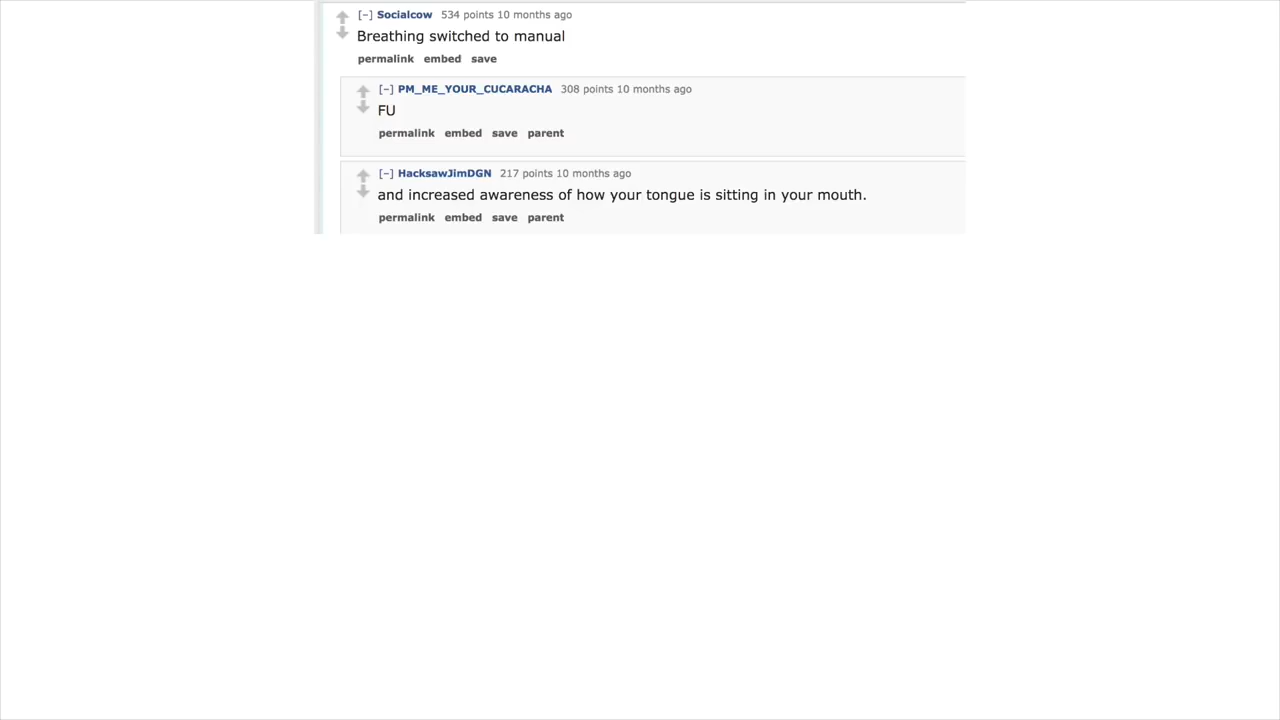 [–] Socialcow 534 points 10 months ago
Breathing switched to manual
permalink embed save
[–] PM_ME_YOUR_CUCARACHA 308 points 10 months ago
FU
permalink embed save parent
[–] HacksawJimDGN 217 points 10 months ago
and increased awareness of how your tongue is sitting in your mouth.
permalink embed save parent